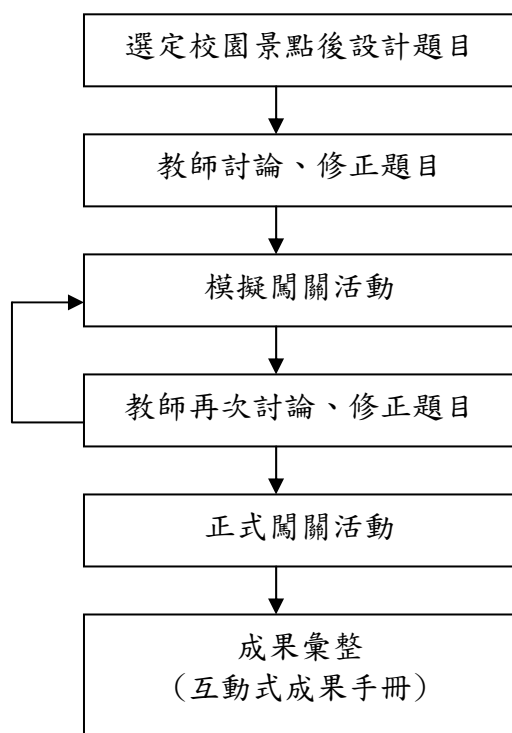 選定校園景點後設計題目
教師討論、修正題目
模擬闖關活動
教師再次討論、修正題目
正式闖關活動
成果彙整
(互動式成果手冊)